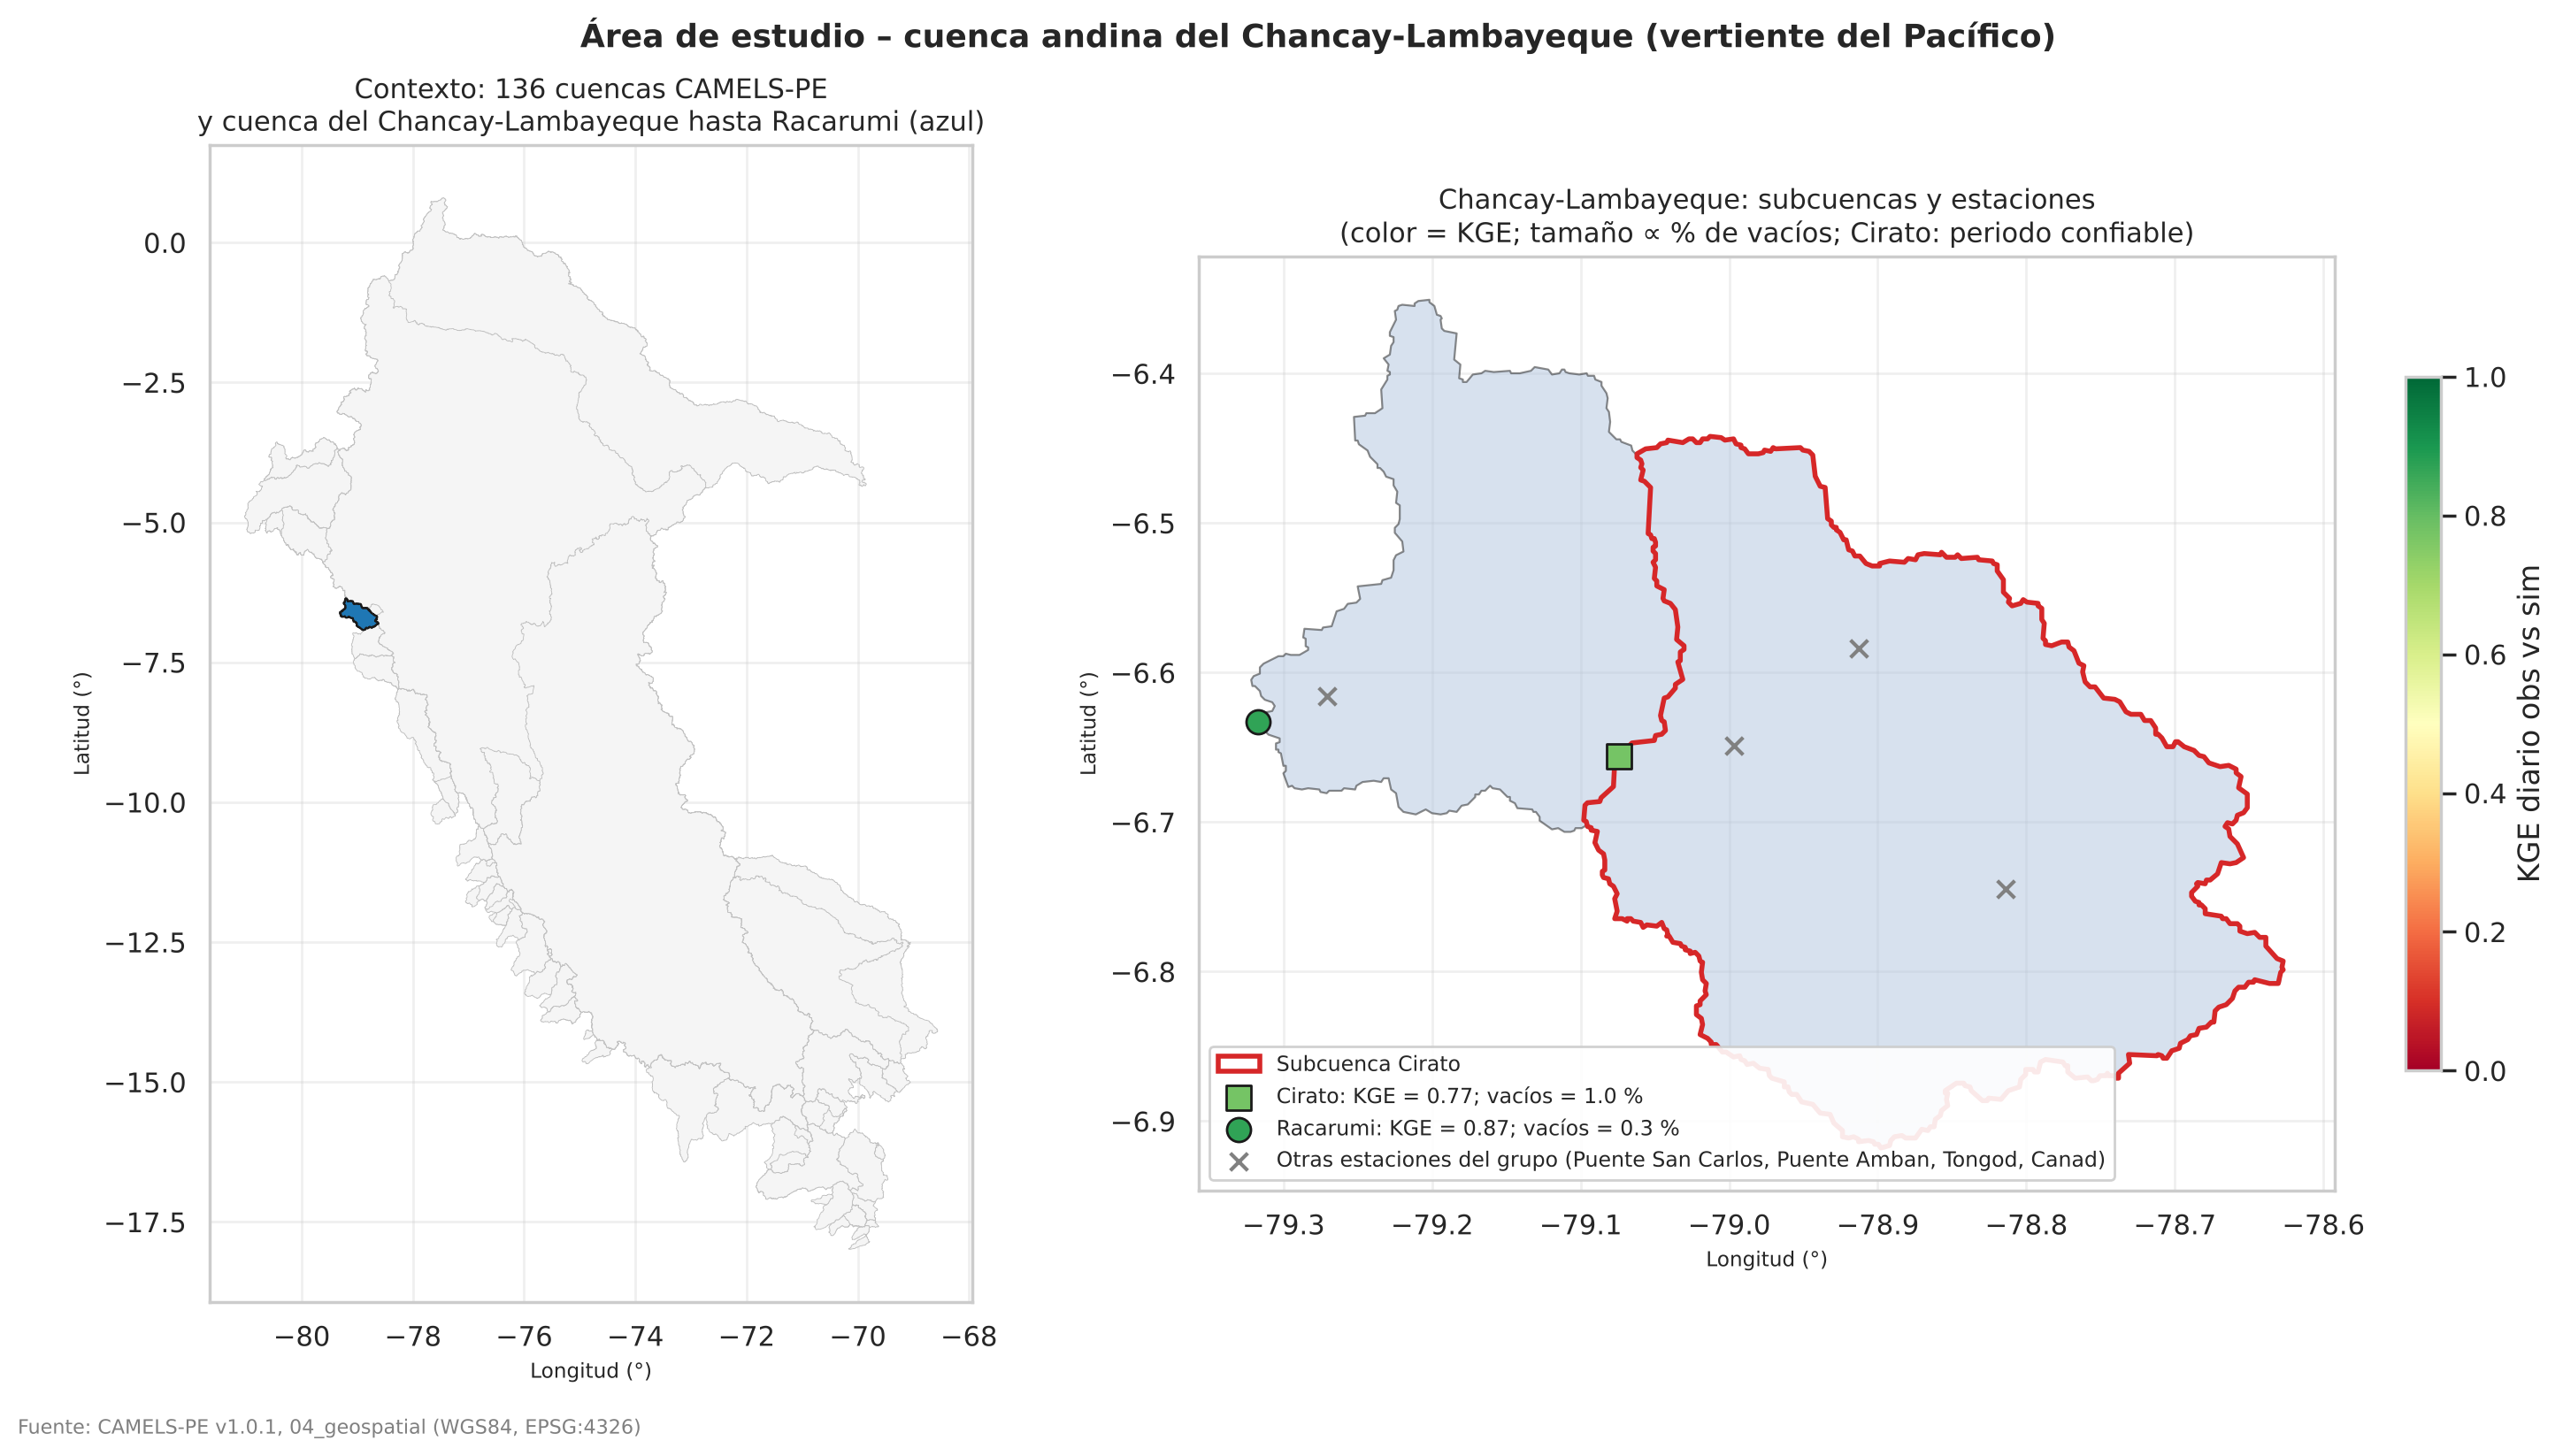 Área de estudio – cuenca andina del Chancay-Lambayeque (vertiente del Pacífico)
Contexto: 136 cuencas CAMELS-PE
y cuenca del Chancay-Lambayeque hasta Racarumi (azul)
0.0
−2.5
−5.0
−7.5
−10.0
−12.5
−15.0
−17.5
Latitud (°)
−80
−78
−76
−74
−72
−70
−68
Longitud (°)
Chancay-Lambayeque: subcuencas y estaciones
(color = KGE; tamaño ∝ % de vacíos; Cirato: periodo confiable)
−6.4
−6.5
−6.6
−6.7
−6.8
−6.9
Latitud (°)
Subcuenca Cirato
Cirato: KGE = 0.77; vacíos = 1.0 %
Racarumi: KGE = 0.87; vacíos = 0.3 %
Otras estaciones del grupo (Puente San Carlos, Puente Amban, Tongod, Canad)
−79.3
−79.2
−79.1
−79.0
−78.9
−78.8
−78.7
−78.6
Longitud (°)
1.0
0.8
0.6
0.4
0.2
0.0
KGE diario obs vs sim
Fuente: CAMELS-PE v1.0.1, 04_geospatial (WGS84, EPSG:4326)